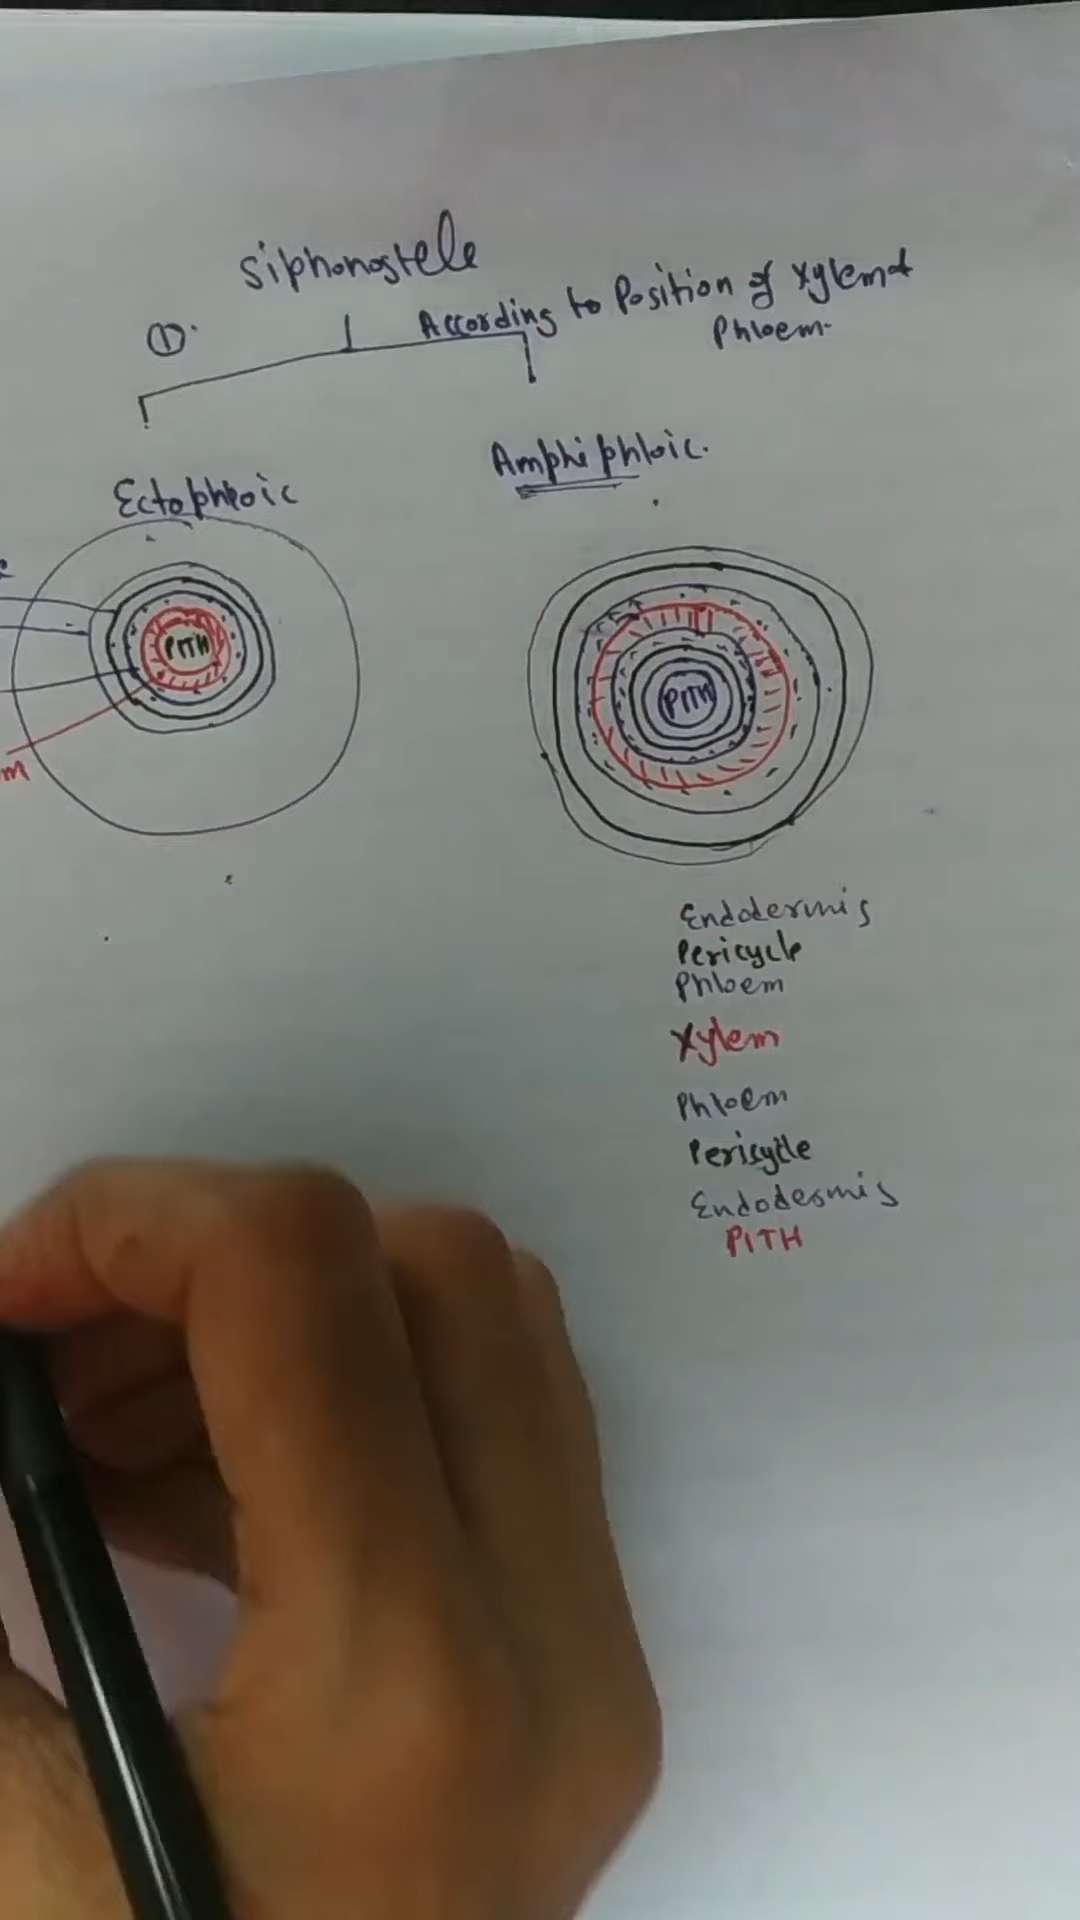 Siphonostele
① According to Position of Xylem &
Phloem.
Ectophloic
Amphiphloic.
PITH
PITH
m
Endodermis
Pericycle
Phloem
Xylem
Phloem
Pericycle
Endodermis
PITH